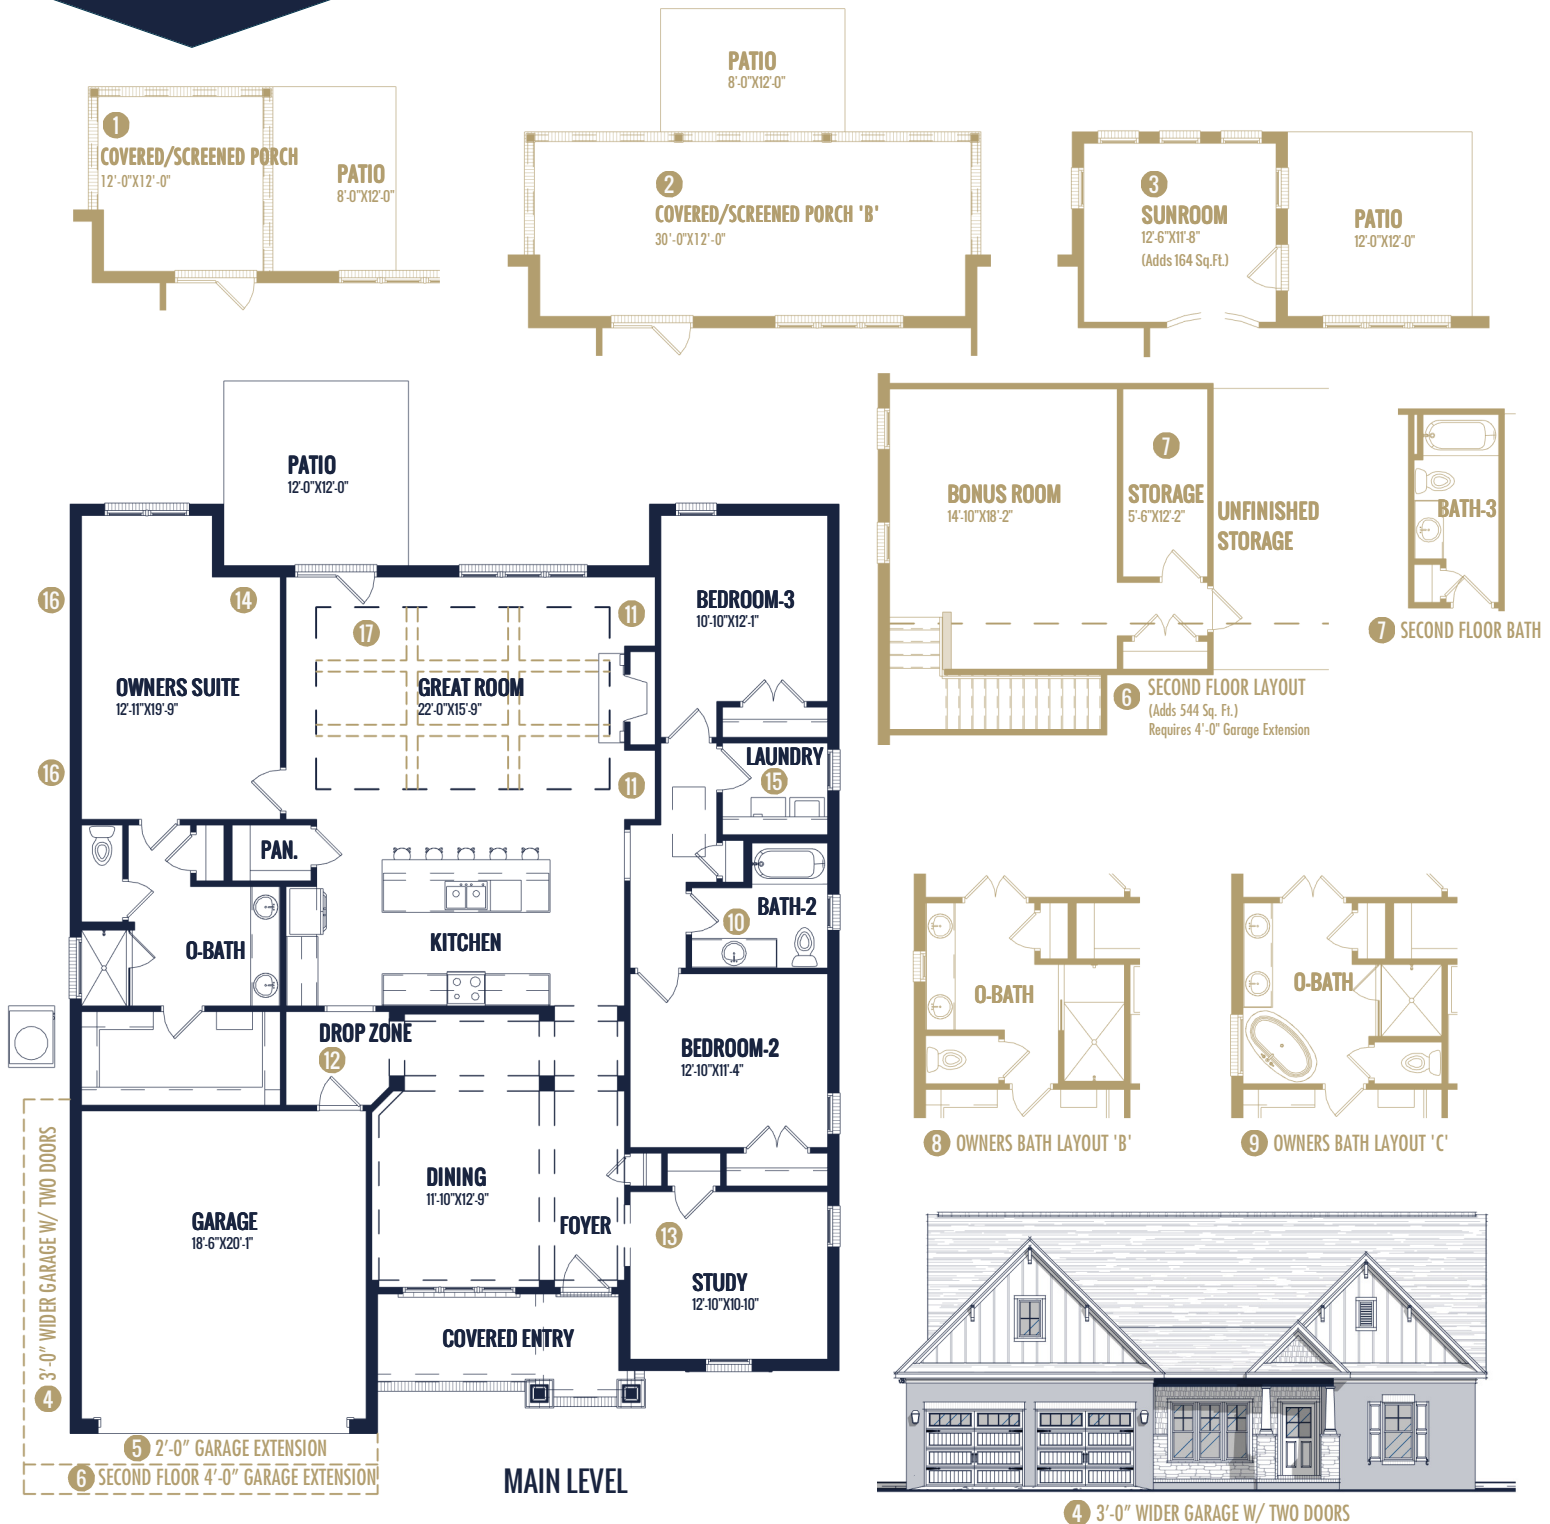 PATIO
8'-0"X12'-0"
1
COVERED/SCREENED PORCH
12'-0"X12'-0"
PATIO
8'-0"X12'-0"
2
COVERED/SCREENED PORCH 'B'
30'-0"X12'-0"
3
SUNROOM
12'-6"X11'-8"
(Adds 164 Sq.Ft.)
PATIO
12'-0"X12'-0"
PATIO
12'-0"X12'-0"
BONUS ROOM
14'-10"X18'-2"
7
STORAGE
5'-6"X12'-2"
UNFINISHED
STORAGE
BATH-3
7 SECOND FLOOR BATH
6 SECOND FLOOR LAYOUT
(Adds 544 Sq. Ft.)
Requires 4'-0" Garage Extension
16
14
17
11
BEDROOM-3
10'-10"X12'-1"
OWNERS SUITE
12'-11"X19'-9"
GREAT ROOM
22'-0"X15'-9"
16
11
LAUNDRY
15
PAN.
BATH-2
10
KITCHEN
O-BATH
DROP ZONE
12
BEDROOM-2
12'-10"X11'-4"
DINING
11'-10"X12'-9"
FOYER
13
GARAGE
18'-6"X20'-1"
STUDY
12'-10"X10'-10"
COVERED ENTRY
4 3'-0" WIDER GARAGE W/ TWO DOORS
5 2'-0" GARAGE EXTENSION
6 SECOND FLOOR 4'-0" GARAGE EXTENSION
MAIN LEVEL
O-BATH
8 OWNERS BATH LAYOUT 'B'
O-BATH
9 OWNERS BATH LAYOUT 'C'
4 3'-0" WIDER GARAGE W/ TWO DOORS